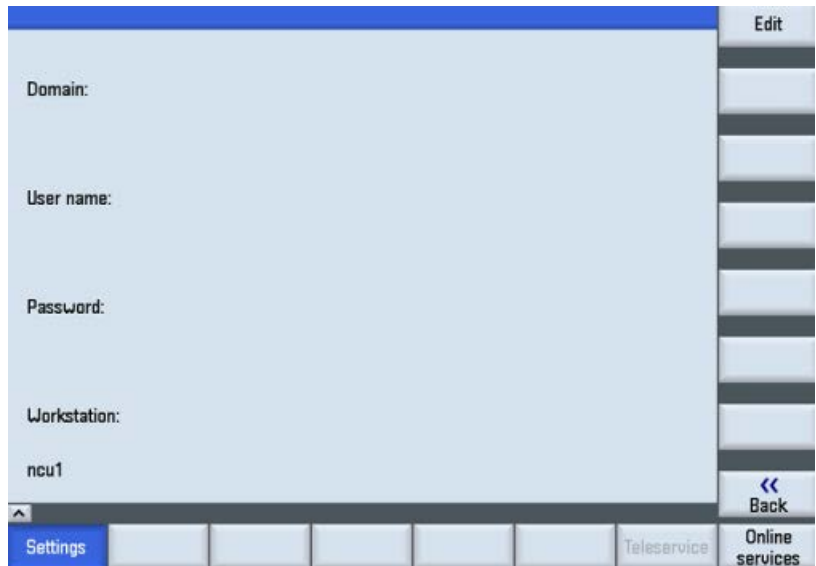 Edit
Domain:
User name:
Password:
Workstation:
ncu1
<<
Back
Settings
Teleservice
Online
services